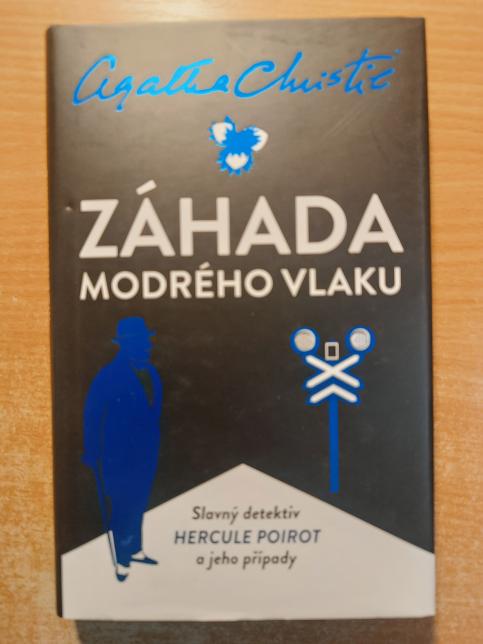 Agatha Christie
ZÁHADA
MODRÉHO VLAKU
Slavný detektiv
HERCULE POIROT
a jeho případy